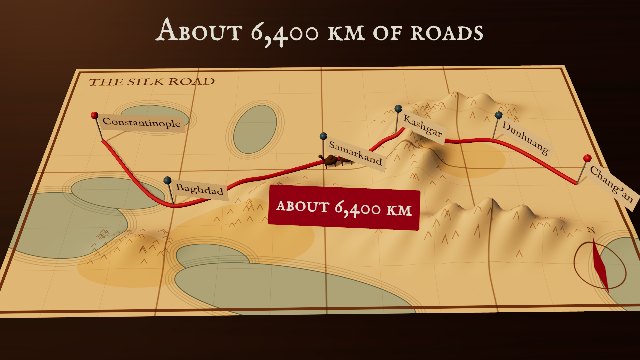 About 6,400 km of roads
THE SILK ROAD
Constantinople
Baghdad
Samarkand
Kashgar
Dunhuang
Chang'an
ABOUT 6,400 KM
N